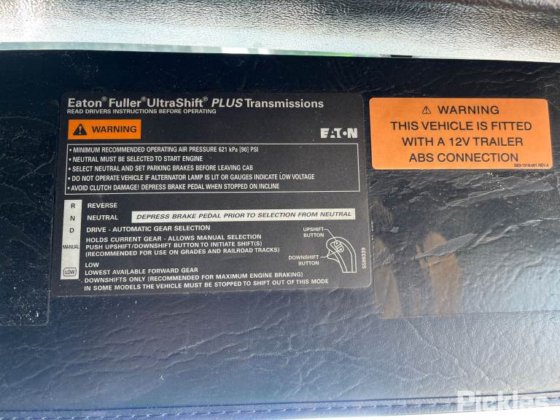 Eaton® Fuller® UltraShift® PLUS Transmissions
READ DRIVERS INSTRUCTIONS BEFORE OPERATING
⚠ WARNING
EATON
• MINIMUM RECOMMENDED OPERATING AIR PRESSURE 621 kPa [90] PSI
• NEUTRAL MUST BE SELECTED TO START ENGINE
• SELECT NEUTRAL AND SET PARKING BRAKES BEFORE LEAVING CAB
• DO NOT OPERATE VEHICLE IF ALTERNATOR LAMP IS LIT OR GAUGES INDICATE LOW VOLTAGE
• AVOID CLUTCH DAMAGE! DEPRESS BRAKE PEDAL WHEN STOPPED ON INCLINE
R REVERSE
N NEUTRAL DEPRESS BRAKE PEDAL PRIOR TO SELECTION FROM NEUTRAL
D DRIVE - AUTOMATIC GEAR SELECTION
MANUAL HOLDS CURRENT GEAR - ALLOWS MANUAL SELECTION
PUSH UPSHIFT/DOWNSHIFT BUTTON TO INITIATE SHIFT(S)
(RECOMMENDED FOR USE ON GRADES AND RAILROAD TRACKS)
UPSHIFT
BUTTON
DOWNSHIFT
BUTTON
LOW LOW
LOWEST AVAILABLE FORWARD GEAR
DOWNSHIFTS ONLY (RECOMMENDED FOR MAXIMUM ENGINE BRAKING)
IN SOME MODELS THE VEHICLE MUST BE STOPPED TO SHIFT OUT OF THIS MODE
⚠ WARNING
THIS VEHICLE IS FITTED
WITH A 12V TRAILER
ABS CONNECTION
Pickles